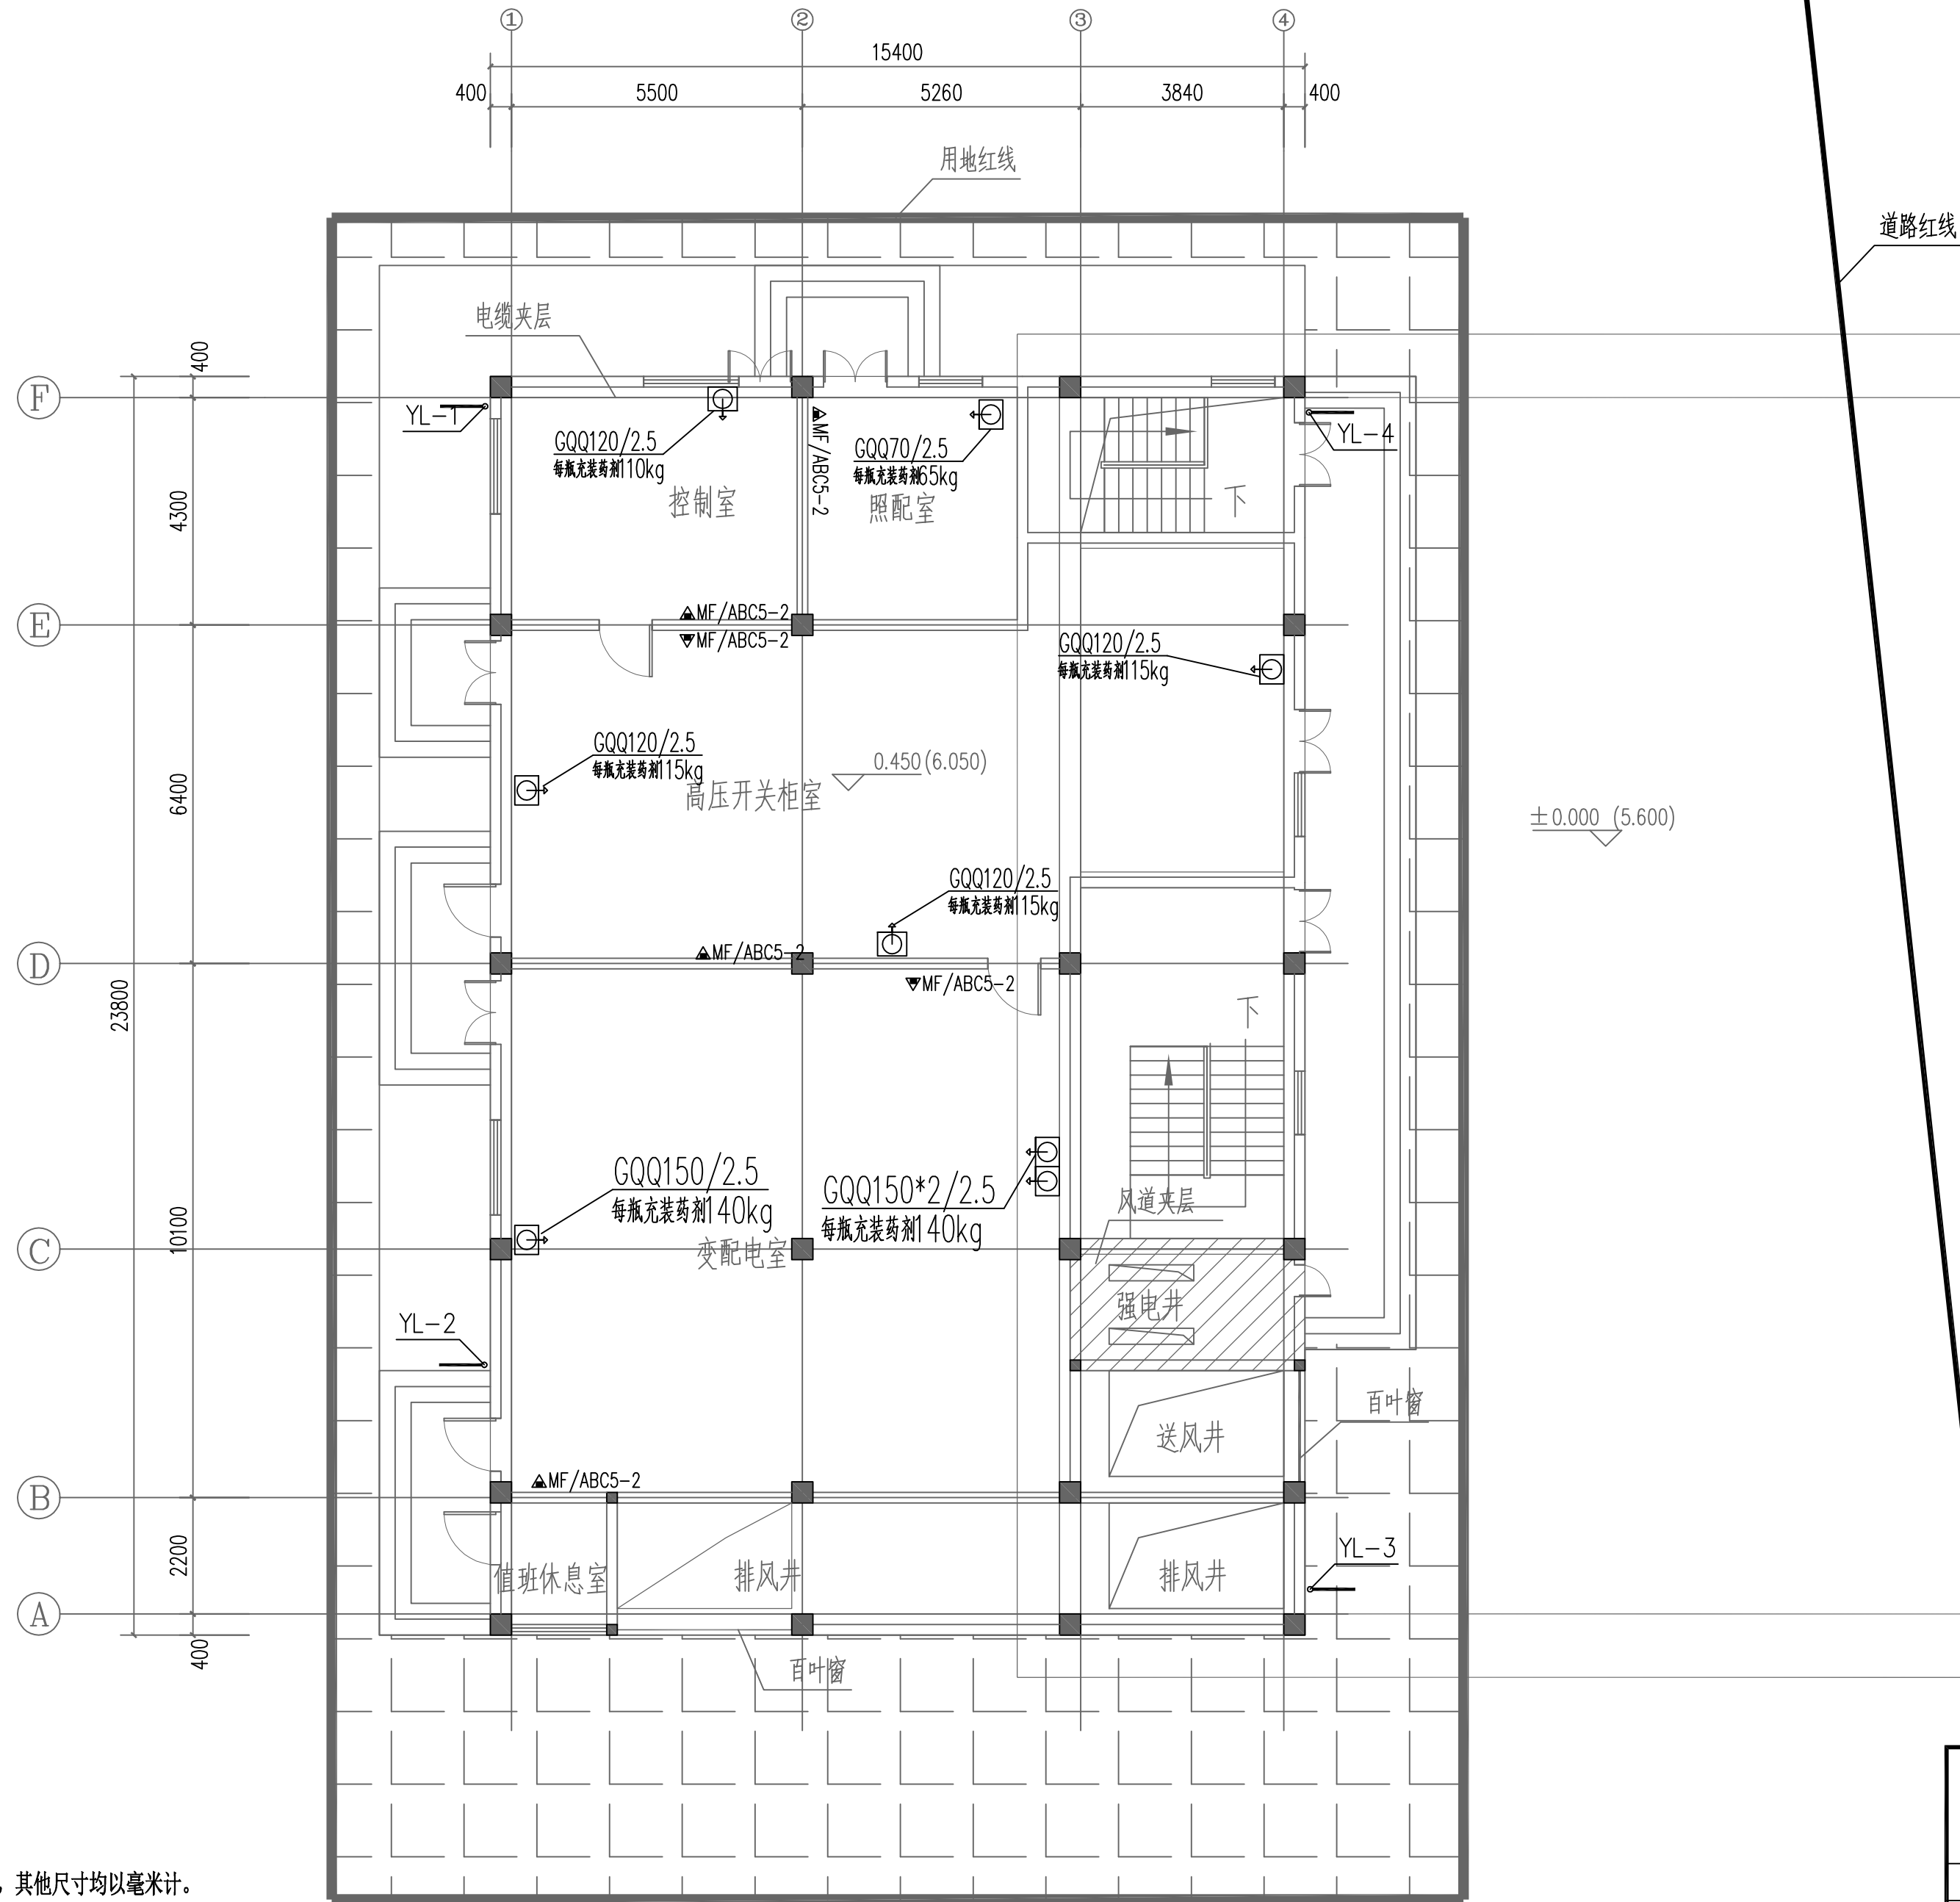 ① ② ③ ④
15400
400 5500 5260 3840 400
用地红线
道路红线
电缆夹层
400
F
YL-1
GQQ120/2.5
每瓶充装药剂110kg
控制室
MF/ABC5-2
GQQ70/2.5
每瓶充装药剂65kg
照配室
下
YL-4
4300
E
MF/ABC5-2
MF/ABC5-2
GQQ120/2.5
每瓶充装药剂115kg
GQQ120/2.5
每瓶充装药剂115kg
高压开关柜室
0.450(6.050)
±0.000 (5.600)
6400
GQQ120/2.5
每瓶充装药剂115kg
D
MF/ABC5-2
MF/ABC5-2
23800
下
GQQ150/2.5
每瓶充装药剂140kg
GQQ150*2/2.5
每瓶充装药剂140kg
风道夹层
10100
C
变配电室
强电井
YL-2
百叶窗
送风井
MF/ABC5-2
B
2200
值班休息室
排风井
排风井
YL-3
A
400
百叶窗
，其他尺寸均以毫米计。